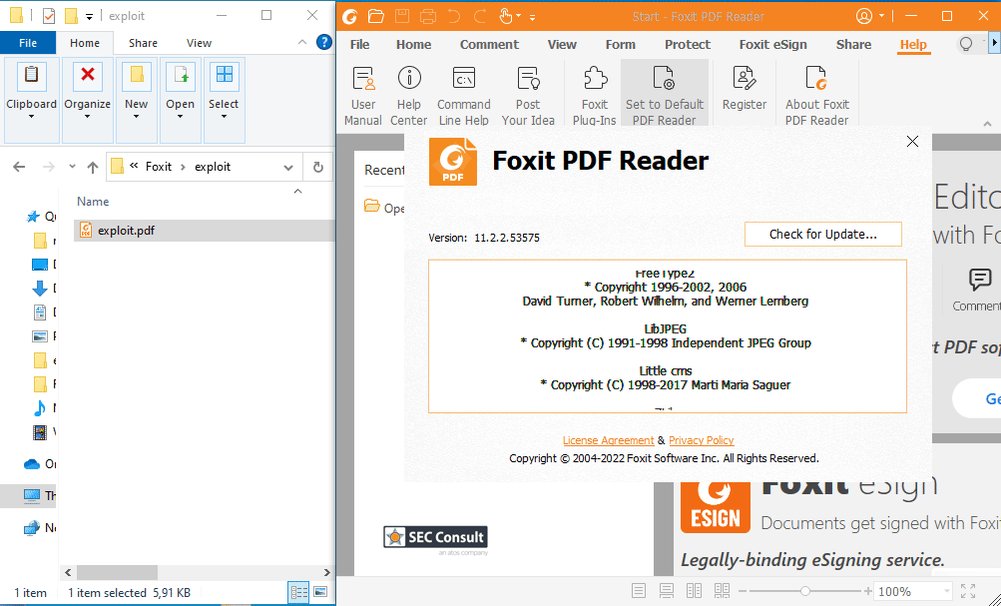 exploit
File
Home
Share
View
Clipboard
Organize
New
Open
Select
« Foxit › exploit
Name
exploit.pdf
1 item
1 item selected 5,91 KB
Start - Foxit PDF Reader
File
Home
Comment
View
Form
Protect
Foxit eSign
Share
Help
User
Manual
Help
Center
Command
Line Help
Post
Your Idea
Foxit
Plug-Ins
Set to Default
PDF Reader
Register
About Foxit
PDF Reader
Recent
Foxit PDF Reader
PDF
Version: 11.2.2.53575
Check for Update...
FreeType2
* Copyright 1996-2002, 2006
David Turner, Robert Wilhelm, and Werner Lemberg
LibJPEG
* Copyright (C) 1991-1998 Independent JPEG Group
Little cms
* Copyright (C) 1998-2017 Marti Maria Saguer
License Agreement & Privacy Policy
Copyright © 2004-2022 Foxit Software Inc. All Rights Reserved.
Edito
with Fo
Comment
t PDF sof
Ge
SEC Consult
an atos company
ESIGN
Foxit eSign
Documents get signed with Foxit
Legally-binding eSigning service.
100%